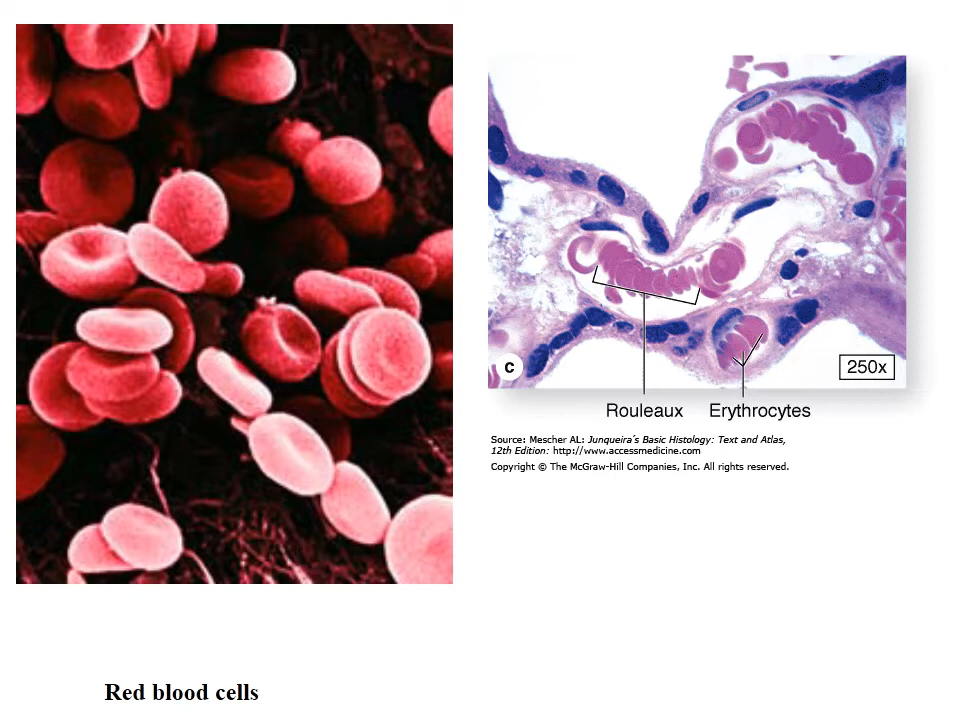 c
250x
Rouleaux Erythrocytes
Source: Mescher AL: Junqueira´s Basic Histology: Text and Atlas,
12th Edition: http://www.accessmedicine.com
Copyright © The McGraw-Hill Companies, Inc. All rights reserved.
Red blood cells